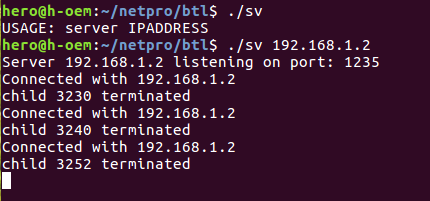 hero@h-oem:~/netpro/btl$ ./sv
USAGE: server IPADDRESS
hero@h-oem:~/netpro/btl$ ./sv 192.168.1.2
Server 192.168.1.2 listening on port: 1235
Connected with 192.168.1.2
child 3230 terminated
Connected with 192.168.1.2
child 3240 terminated
Connected with 192.168.1.2
child 3252 terminated